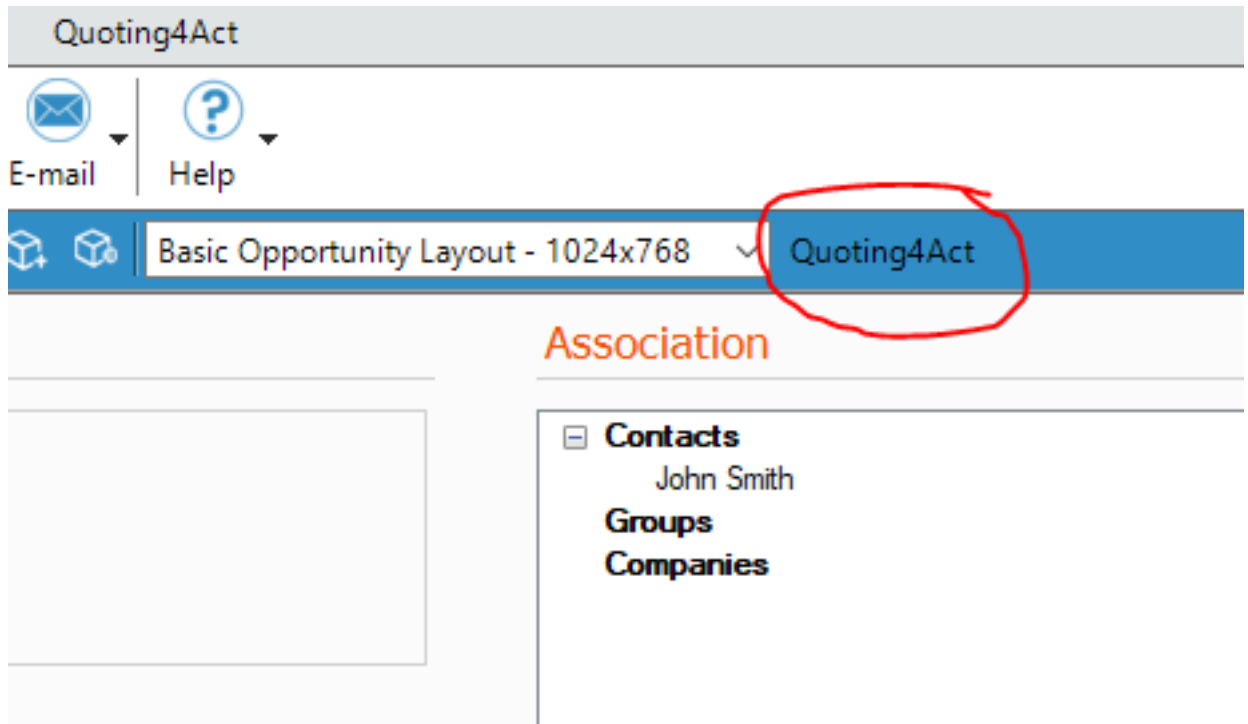 Quoting4Act
E-mail
Help
Basic Opportunity Layout - 1024x768
Quoting4Act
Association
Contacts
John Smith
Groups
Companies